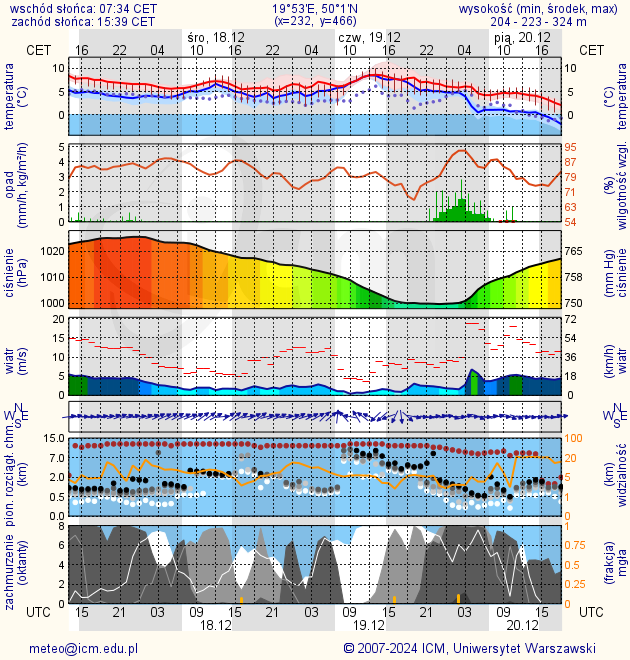 wschód słońca: 07:34 CET 19°53'E, 50°1'N wysokość (min, środek, max)
zachód słońca: 15:39 CET (x=232, y=466) 204 - 223 - 324 m
śro, 18.12 czw, 19.12 pią, 20.12
CET 16 22 04 10 16 22 04 10 16 22 04 10 16 CET
temperatura (°C) 10 5 0 10 5 0 (°C) temperatura
opad (mm/h, kg/m²/h) 5 4 3 2 1 0 95 87 79 71 63 54 (%) wilgotność wzgl.
ciśnienie (hPa) 1020 1010 1000 765 758 750 (mm Hg) ciśnienie
wiatr (m/s) 20 15 10 5 0 72 54 36 18 0 (km/h) wiatr
N W E S N W E S
pion. rozciągł. chm. (km) 15.0 7.0 2.0 0.5 0.0 100 20 5 1 0 (km) widzialność
zachmurzenie (oktanty) 8 6 4 2 0 1 0.75 0.5 0.25 0 (frakcja) mgła
UTC 15 21 03 09 15 21 03 09 15 21 03 09 15 UTC
18.12 19.12 20.12
meteo@icm.edu.pl © 2007-2024 ICM, Uniwersytet Warszawski